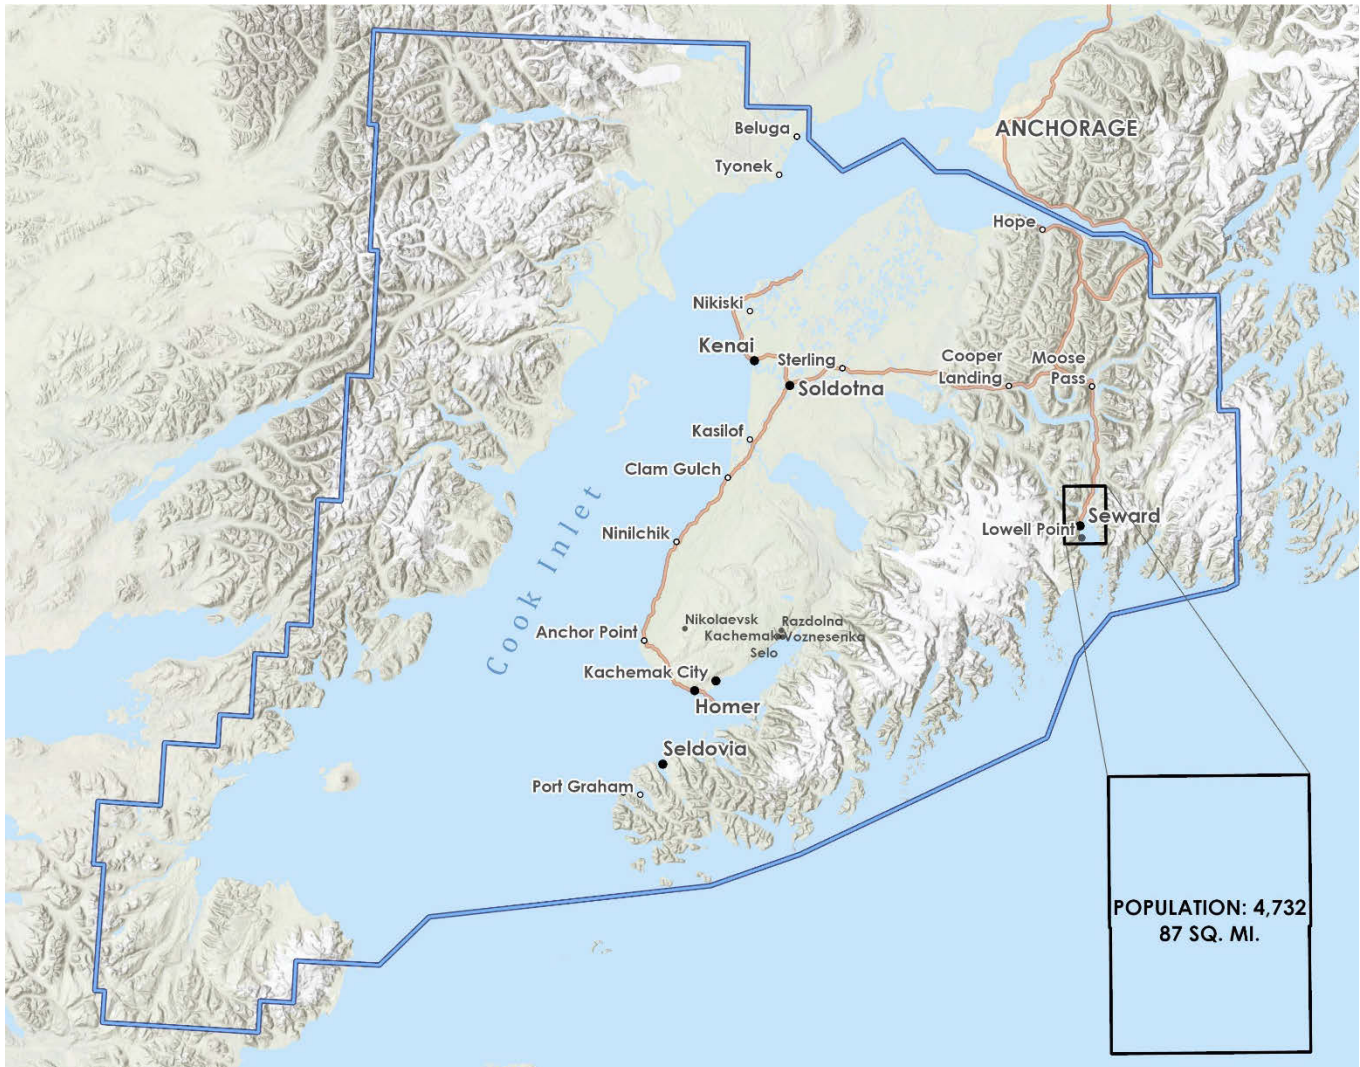 Beluga
ANCHORAGE
Tyonek
Hope
Nikiski
Kenai
Sterling
Cooper
Landing
Moose
Pass
Soldotna
Kasilof
Clam Gulch
Cook Inlet
Seward
Lowell Point
Ninilchik
Nikolaevsk
Razdolna
Kachemak
Selo
Voznesenka
Anchor Point
Kachemak City
Homer
Seldovia
Port Graham
POPULATION: 4,732
87 SQ. MI.